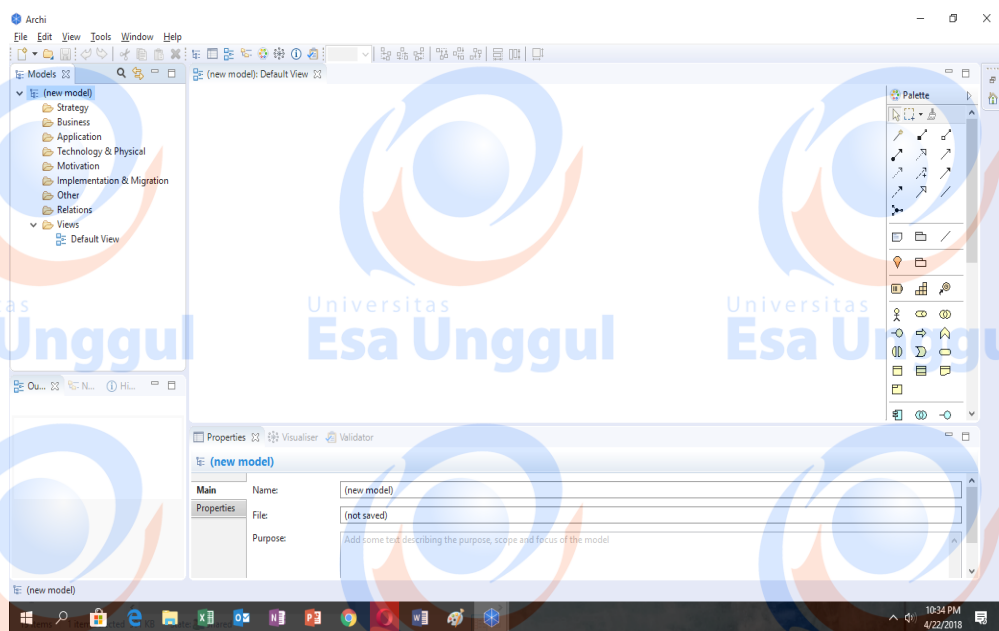 Archi
File Edit View Tools Window Help
Models
(new model): Default View
Palette
(new model)
Strategy
Business
Application
Technology & Physical
Motivation
Implementation & Migration
Other
Relations
Views
Default View
Universitas
Esa Unggul
Universitas
Esa Unggul
as
Unggul
Ou... N... Hi...
Properties Visualiser Validator
(new model)
Main
Properties
Name: (new model)
File: (not saved)
Purpose: Add some text describing the purpose, scope and focus of the model
(new model)
10:34 PM
4/22/2018